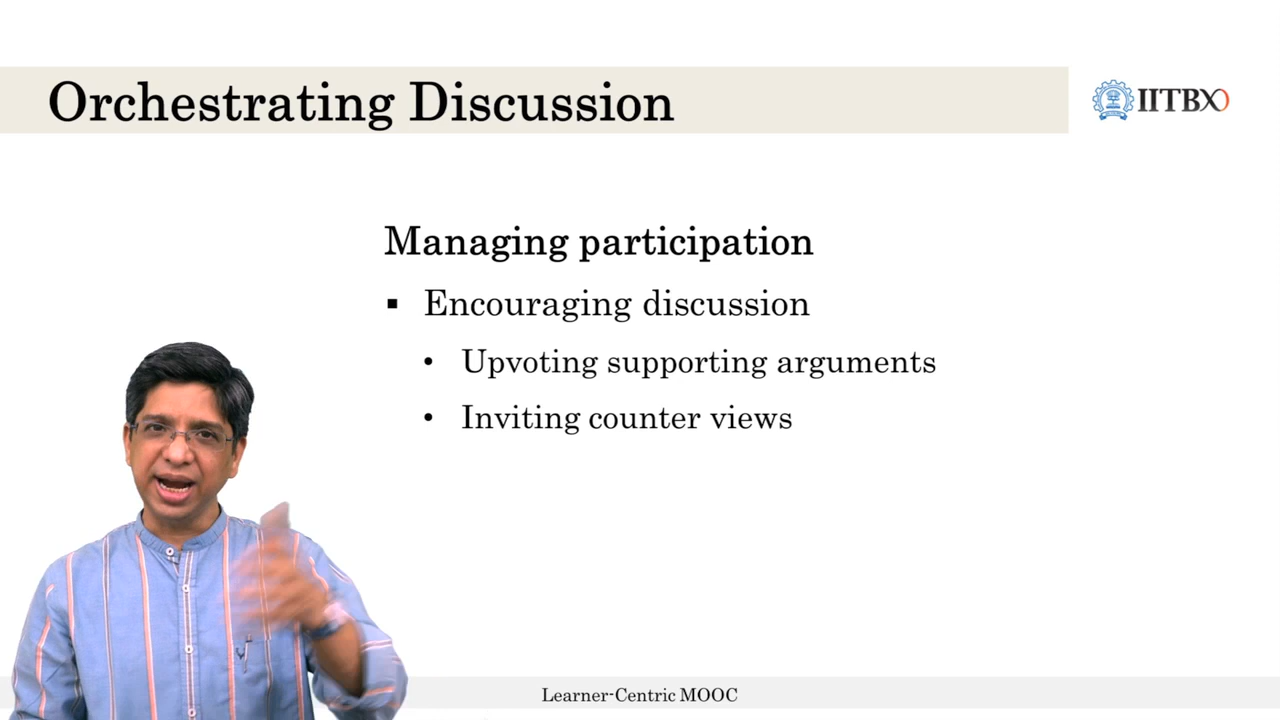 Orchestrating Discussion
IITBX
Managing participation
▪ Encouraging discussion
• Upvoting supporting arguments
• Inviting counter views
Learner-Centric MOOC